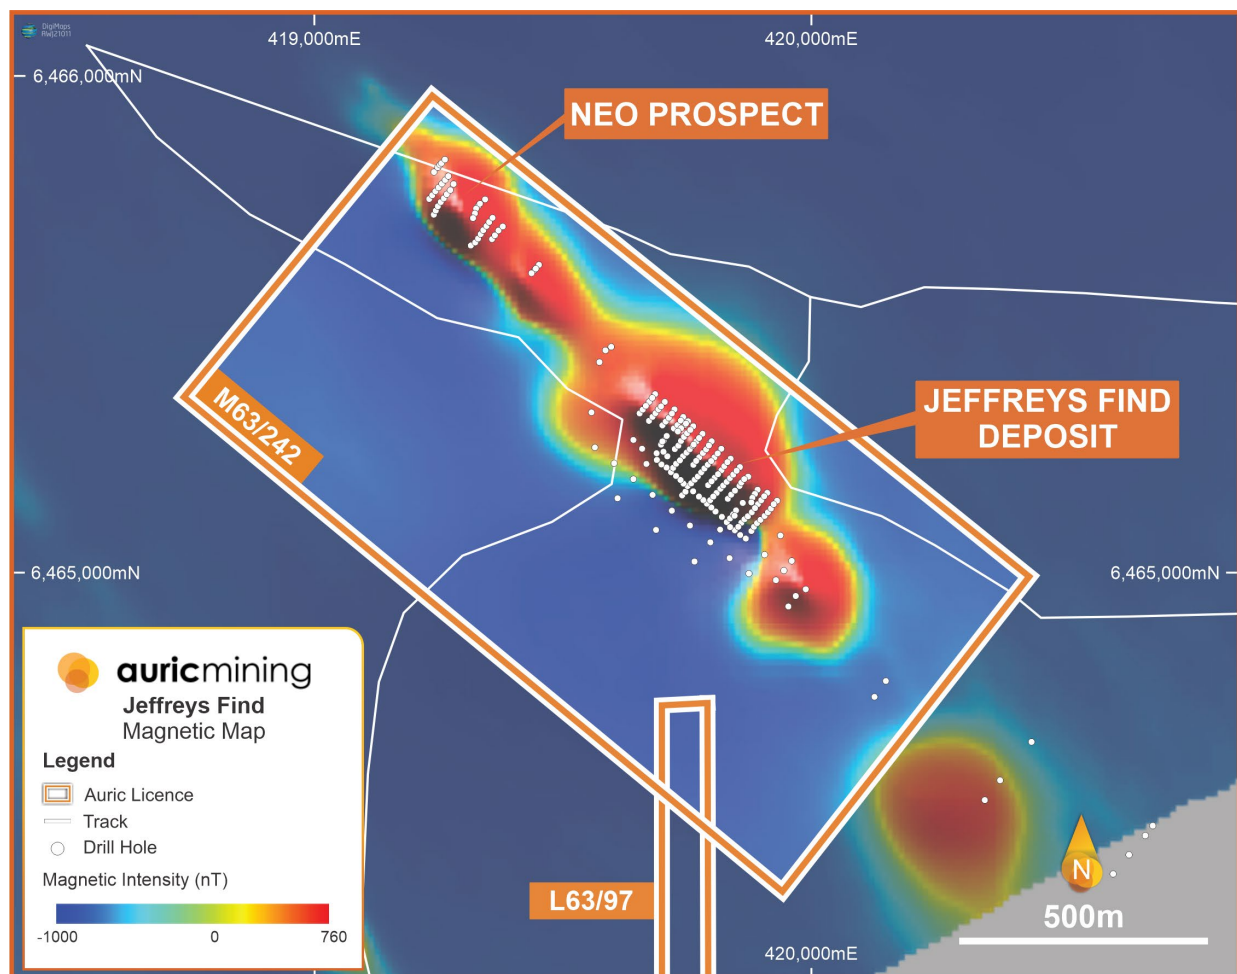 DigiMaps
RWJ21011
419,000mE
420,000mE
6,466,000mN
NEO PROSPECT
JEFFREYS FIND
DEPOSIT
M63/242
6,465,000mN
6,465,000mN
auricmining
Jeffreys Find
Magnetic Map
Legend
Auric Licence
Track
Drill Hole
Magnetic Intensity (nT)
-1000 0 760
L63/97
N
500m
420,000mE